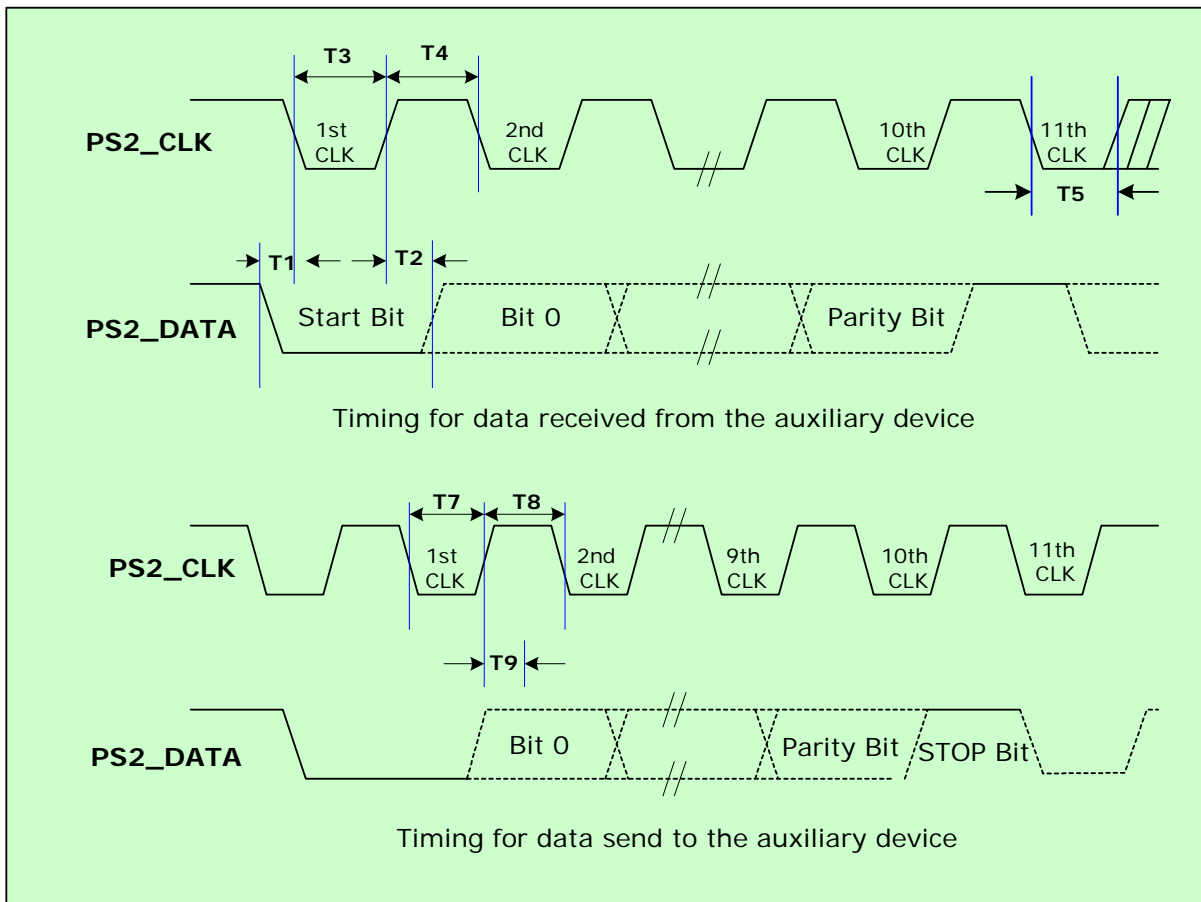 T3 T4
PS2_CLK
1st CLK
2nd CLK
10th CLK
11th CLK
T5
T1 T2
PS2_DATA
Start Bit Bit 0 Parity Bit
Timing for data received from the auxiliary device
T7 T8
PS2_CLK
1st CLK
2nd CLK
9th CLK
10th CLK
11th CLK
T9
PS2_DATA
Bit 0 Parity Bit STOP Bit
Timing for data send to the auxiliary device